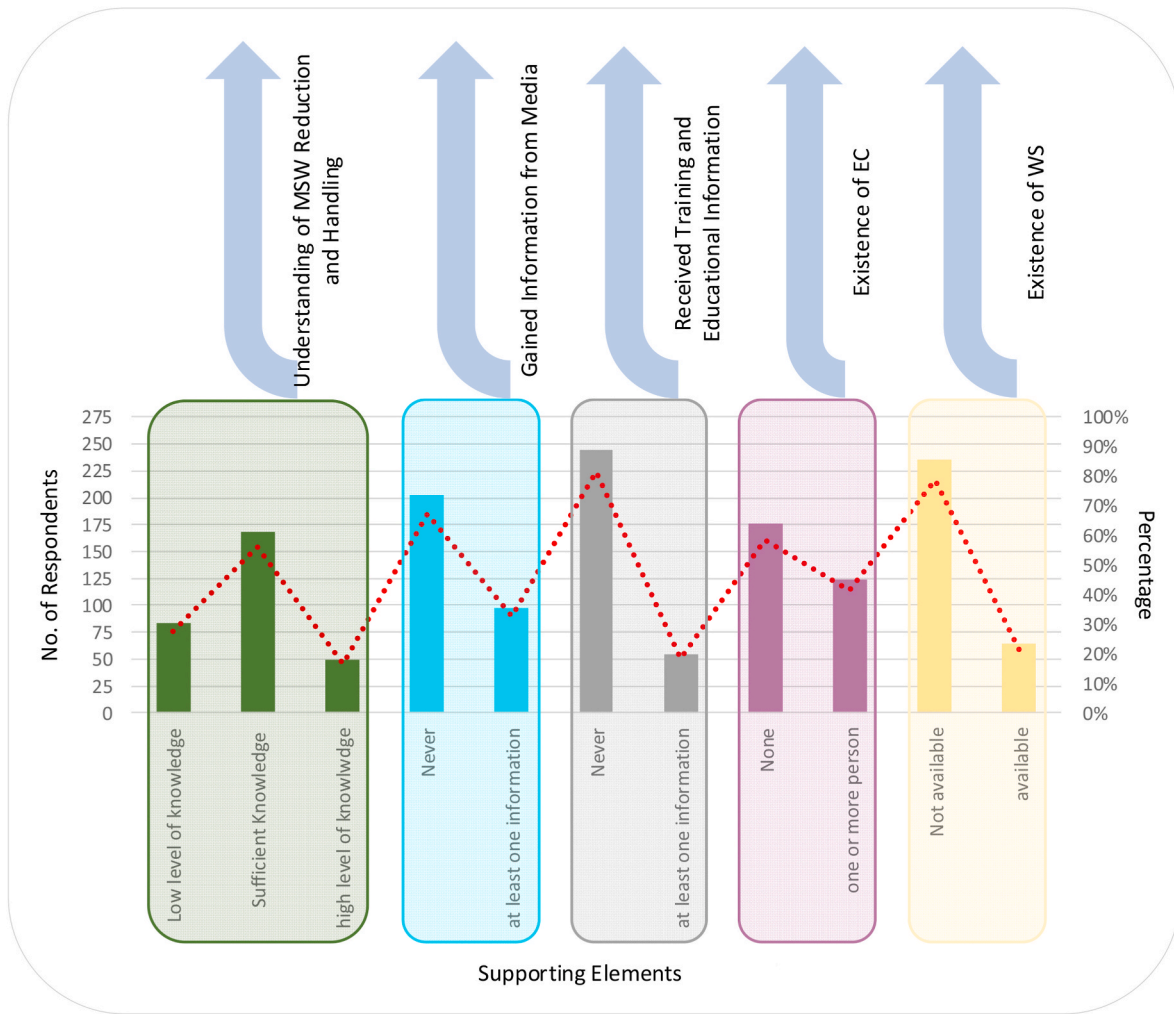 Understanding of MSW Reduction
and Handling
Gained Information from Media
Received Training and
Educational Information
Existence of EC
Existence of WS
No. of Respondents
275
250
225
200
175
150
125
100
75
50
25
0
100%
90%
80%
70%
60%
50%
40%
30%
20%
10%
0%
Percentage
Low level of knowledge
Sufficient Knowledge
high level of knowlwdge
Never
at least one information
Never
at least one information
None
one or more person
Not available
available
Supporting Elements